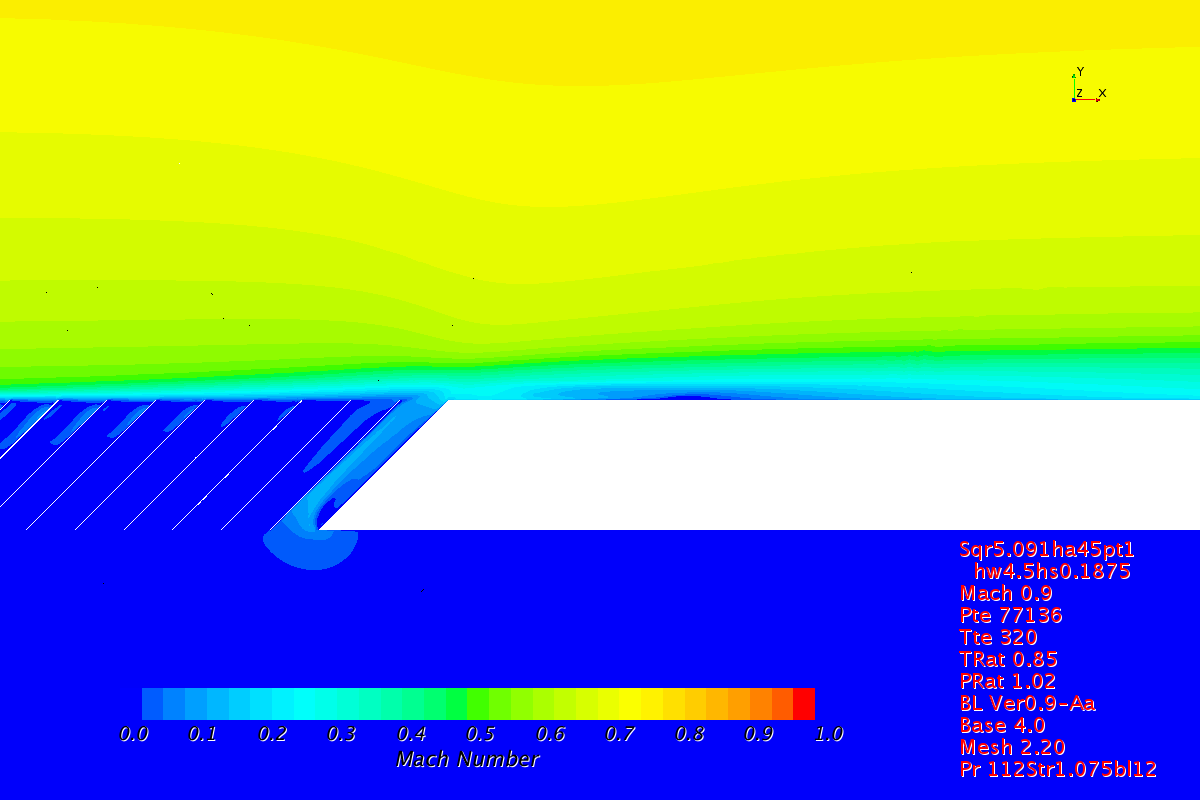 Y
Z X
Sqr5.091ha45pt1
hw4.5hs0.1875
Mach 0.9
Pte 77136
Tte 320
TRat 0.85
PRat 1.02
BL Ver0.9-Aa
Base 4.0
Mesh 2.20
Pr 112Str1.075bl12
0.0 0.1 0.2 0.3 0.4 0.5 0.6 0.7 0.8 0.9 1.0
Mach Number